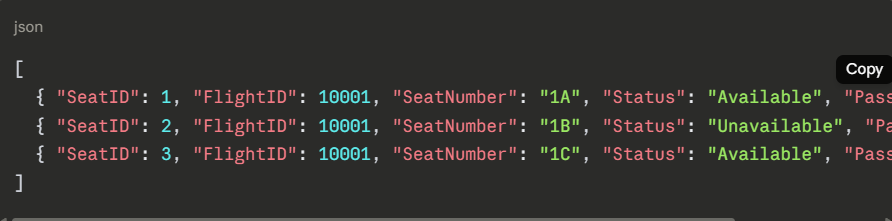 json
Copy
[
{ "SeatID": 1, "FlightID": 10001, "SeatNumber": "1A", "Status": "Available", "Pass
{ "SeatID": 2, "FlightID": 10001, "SeatNumber": "1B", "Status": "Unavailable", "Pa
{ "SeatID": 3, "FlightID": 10001, "SeatNumber": "1C", "Status": "Available", "Pass
]